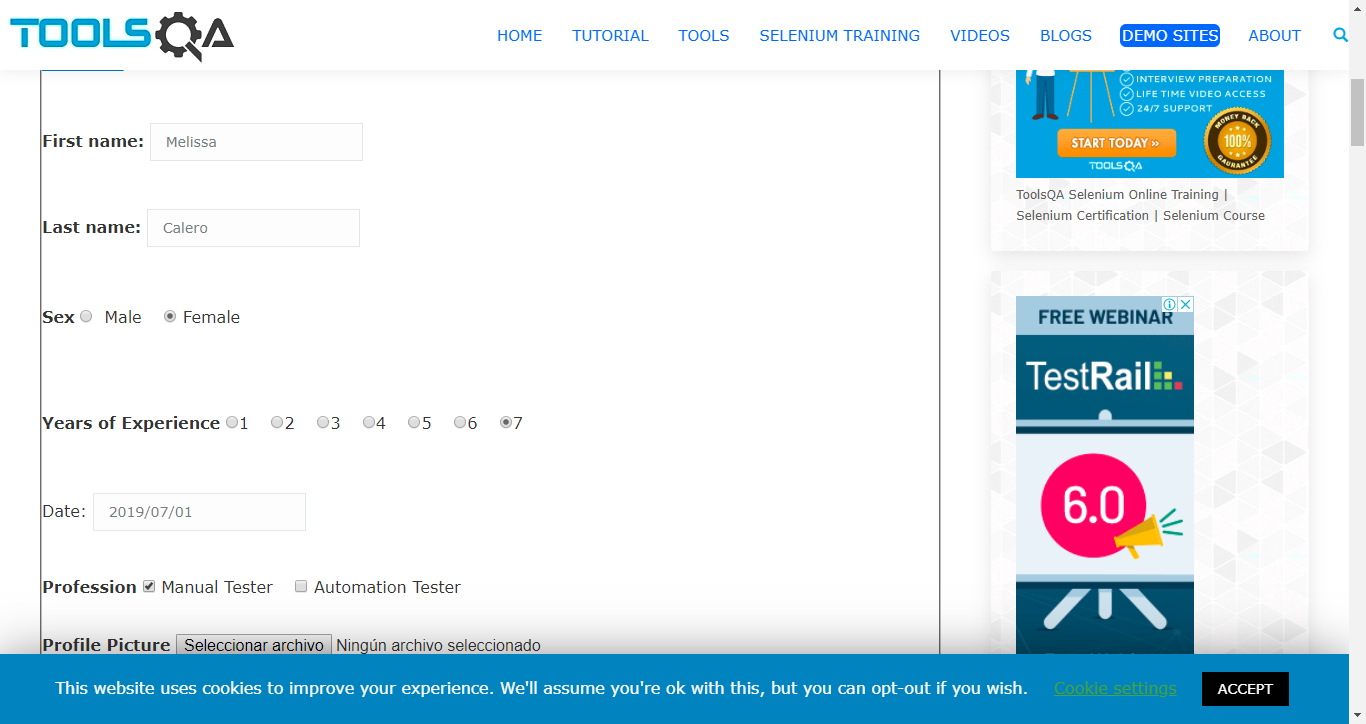 TOOLSQA
HOME TUTORIAL TOOLS SELENIUM TRAINING VIDEOS BLOGS DEMO SITES ABOUT
First name: Melissa
Last name: Calero
Sex Male Female
Years of Experience 1 2 3 4 5 6 7
Date: 2019/07/01
Profession Manual Tester Automation Tester
Profile Picture Seleccionar archivo Ningún archivo seleccionado
INTERVIEW PREPARATION
LIFE TIME VIDEO ACCESS
24/7 SUPPORT
START TODAY »
MONEY BACK
100%
GAURANTEE
TOOLSQA
ToolsQA Selenium Online Training |
Selenium Certification | Selenium Course
FREE WEBINAR
TestRail
6.0
This website uses cookies to improve your experience. We'll assume you're ok with this, but you can opt-out if you wish. Cookie settings ACCEPT